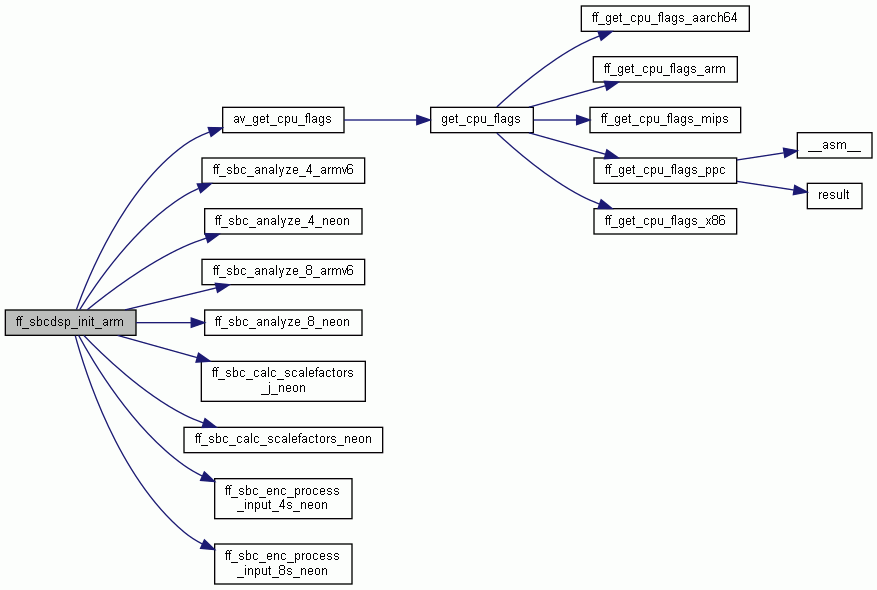 ff_get_cpu_flags_aarch64
ff_get_cpu_flags_arm
av_get_cpu_flags
get_cpu_flags
ff_get_cpu_flags_mips
__asm__
ff_sbc_analyze_4_armv6
ff_get_cpu_flags_ppc
result
ff_sbc_analyze_4_neon
ff_get_cpu_flags_x86
ff_sbc_analyze_8_armv6
ff_sbcdsp_init_arm
ff_sbc_analyze_8_neon
ff_sbc_calc_scalefactors
_j_neon
ff_sbc_calc_scalefactors_neon
ff_sbc_enc_process
_input_4s_neon
ff_sbc_enc_process
_input_8s_neon